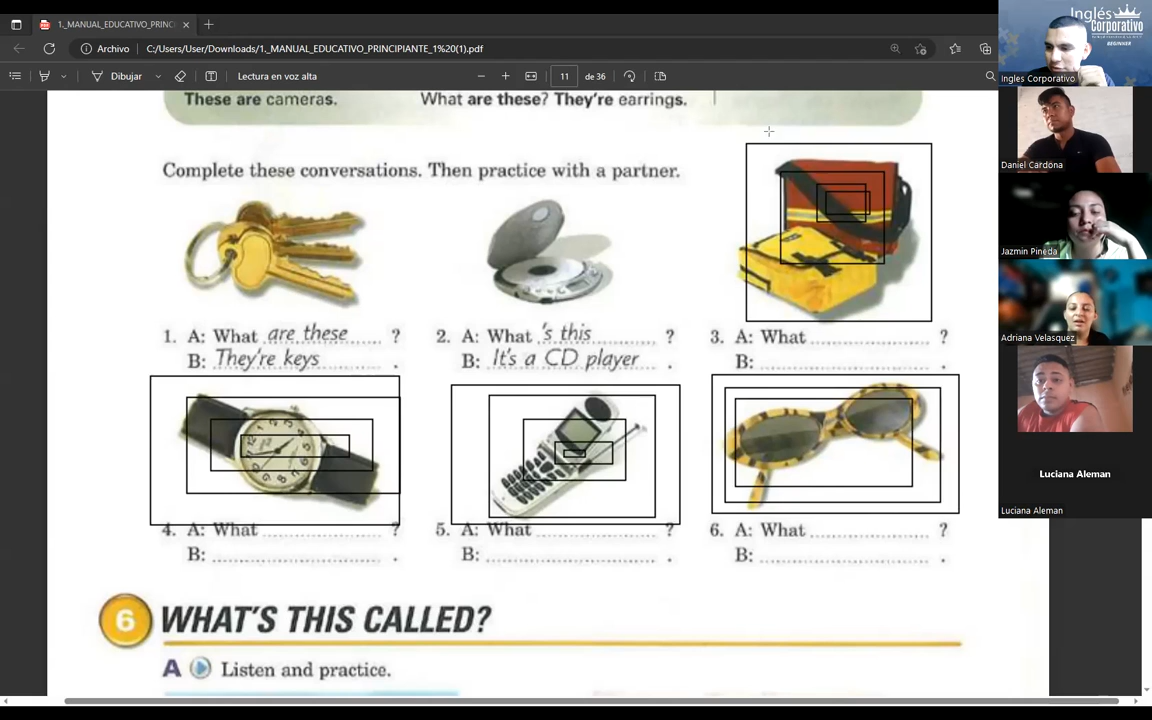 1._MANUAL_EDUCATIVO_PRINC
Archivo
C:/Users/User/Downloads/1._MANUAL_EDUCATIVO_PRINCIPIANTE_1%20(1).pdf
Dibujar
Lectura en voz alta
11
de 36
These are cameras.
What are these? They're earrings.
Complete these conversations. Then practice with a partner.
1. A: What are these ?
B: They're keys .
2. A: What 's this ?
B: It's a CD player .
3. A: What ?
B: .
4. A: What ?
B: .
5. A: What ?
B: .
6. A: What ?
B: .
6 WHAT'S THIS CALLED?
A Listen and practice.
Inglés
Corporativo
BEGINNER
Ingles Corporativo
Daniel Cardona
Jazmin Pineda
Adriana Velasquez
Luciana Aleman
Luciana Aleman